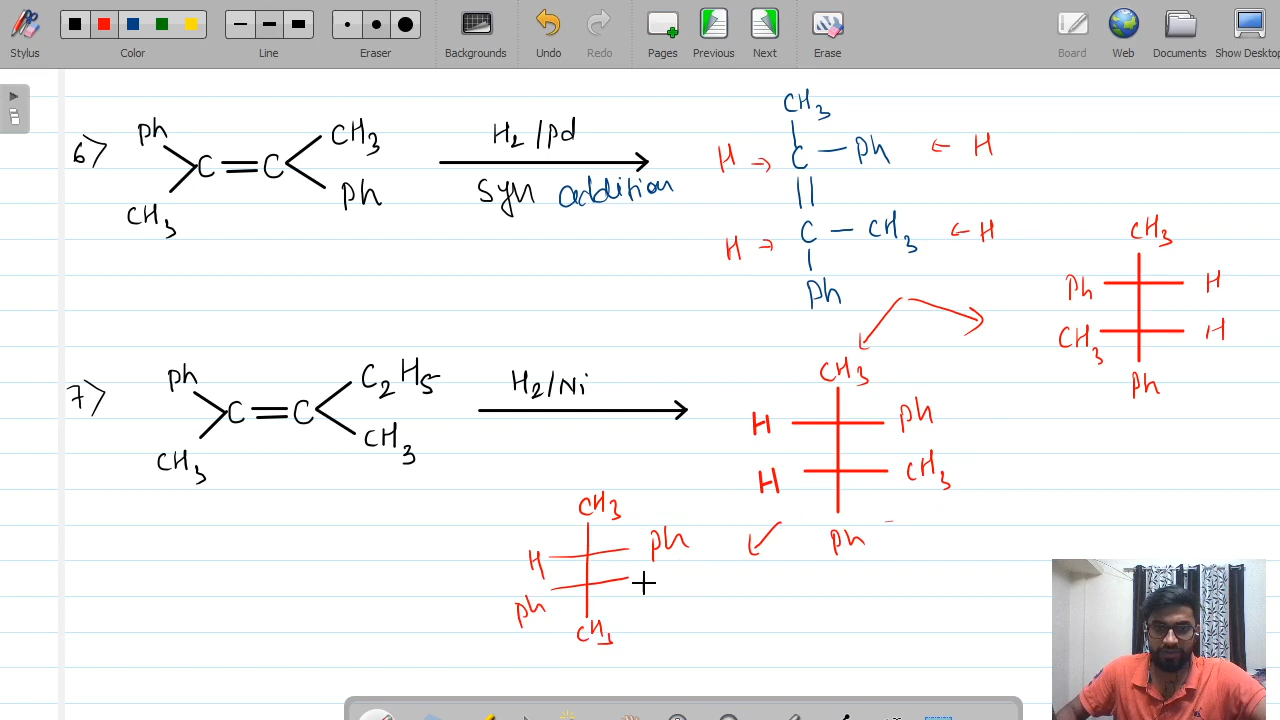 Stylus Color Line Eraser Backgrounds Undo Redo Pages Previous Next Erase Board Web Documents Show Desktop
6>
Ph CH3
C=C
CH3 Ph
H2/Pd
Syn addition
CH3
H → C — Ph ← H
H → C — CH3 ← H
Ph
CH3
Ph H
CH3 H
Ph
CH3
H Ph
H CH3
Ph
7>
Ph C2H5
C=C
CH3 CH3
H2/Ni
CH3
H Ph
Ph
CH3